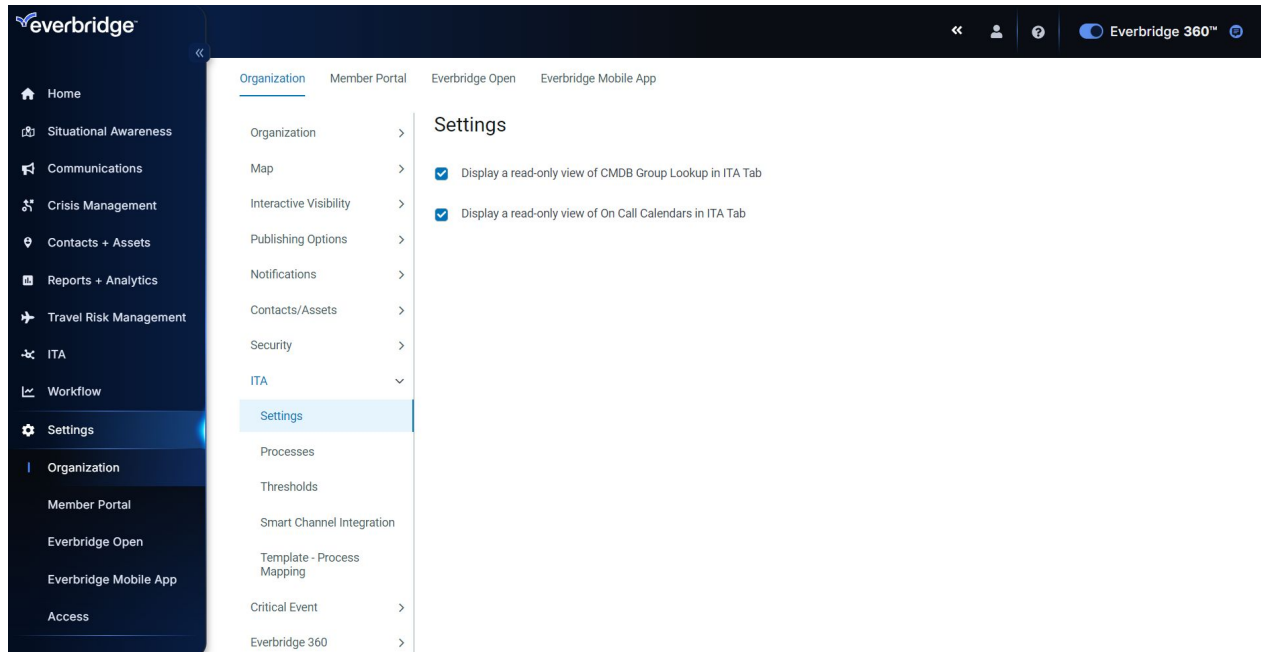 everbridge
Everbridge 360™
Home
Situational Awareness
Communications
Crisis Management
Contacts + Assets
Reports + Analytics
Travel Risk Management
ITA
Workflow
Settings
Organization
Member Portal
Everbridge Open
Everbridge Mobile App
Access
Organization Member Portal Everbridge Open Everbridge Mobile App
Organization
Map
Interactive Visibility
Publishing Options
Notifications
Contacts/Assets
Security
ITA
Settings
Processes
Thresholds
Smart Channel Integration
Template - Process
Mapping
Critical Event
Everbridge 360
Settings
Display a read-only view of CMDB Group Lookup in ITA Tab
Display a read-only view of On Call Calendars in ITA Tab